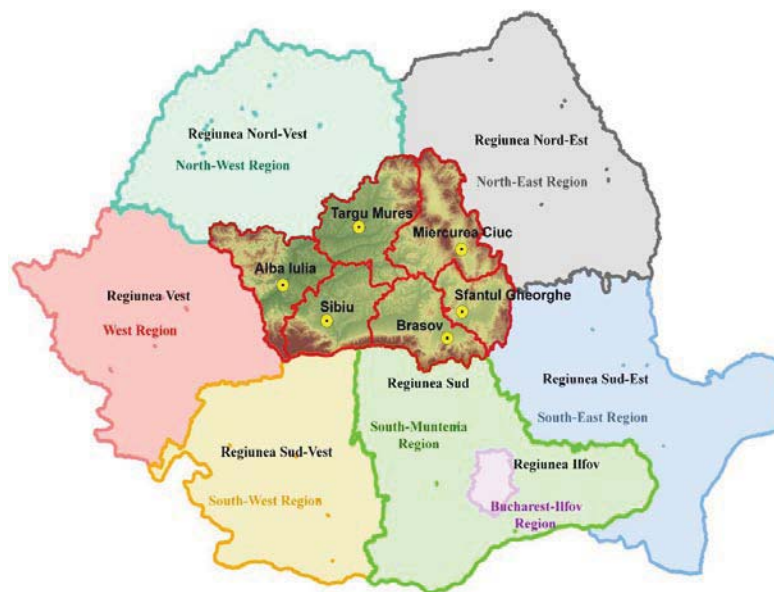 Regiunea Nord-Vest
North-West Region
Regiunea Nord-Est
North-East Region
Targu Mures
Miercurea Ciuc
Alba Iulia
Sfantul Gheorghe
Sibiu
Brasov
Regiunea Vest
West Region
Regiunea Sud
South-Muntenia
Region
Regiunea Sud-Est
South-East Region
Regiunea Sud-Vest
South-West Region
Regiunea Ilfov
Bucharest-Ilfov
Region